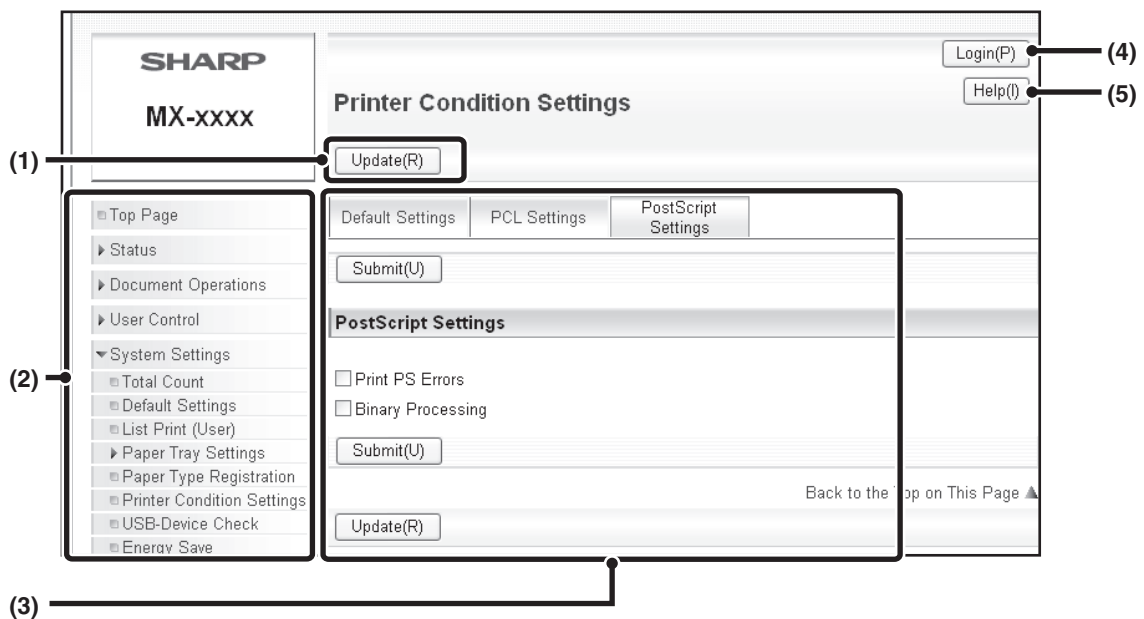 SHARP
MX-xxxx
Login(P)
(4)
Printer Condition Settings
Help(I)
(5)
(1)
Update(R)
Top Page
Status
Document Operations
User Control
System Settings
(2)
Total Count
Default Settings
List Print (User)
Paper Tray Settings
Paper Type Registration
Printer Condition Settings
USB-Device Check
Energy Save
Default Settings
PCL Settings
PostScript
Settings
Submit(U)
PostScript Settings
Print PS Errors
Binary Processing
Submit(U)
Back to the Top on This Page
Update(R)
(3)